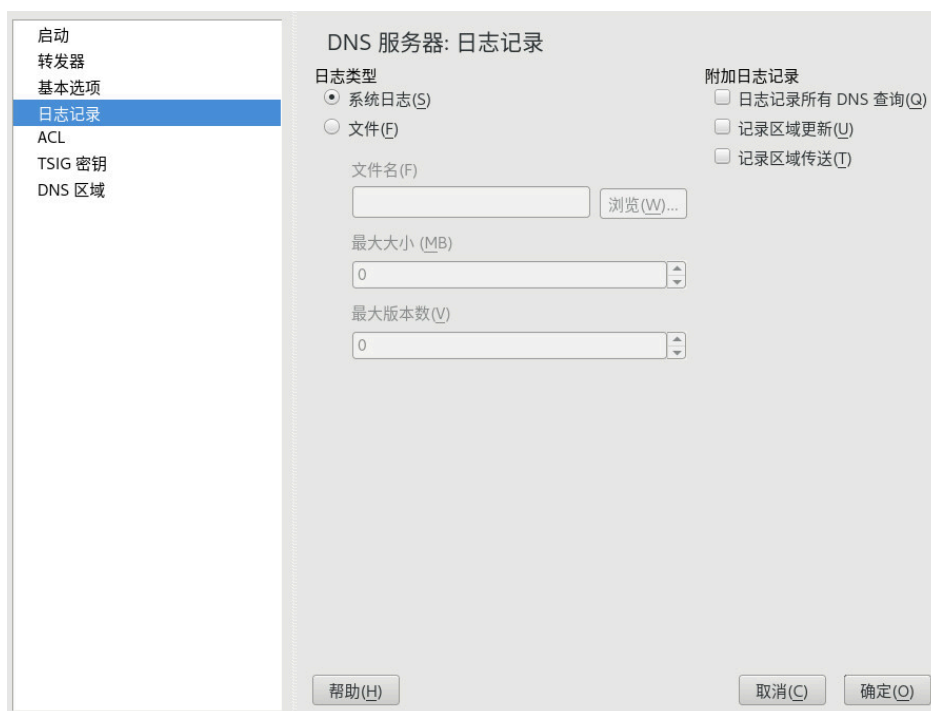 启动
转发器
基本选项
日志记录
ACL
TSIG 密钥
DNS 区域
DNS 服务器: 日志记录
日志类型
系统日志(S)
文件(F)
文件名(F)
浏览(W)...
最大大小 (MB)
0
最大版本数(V)
0
附加日志记录
日志记录所有 DNS 查询(Q)
记录区域更新(U)
记录区域传送(T)
帮助(H)
取消(C)
确定(O)